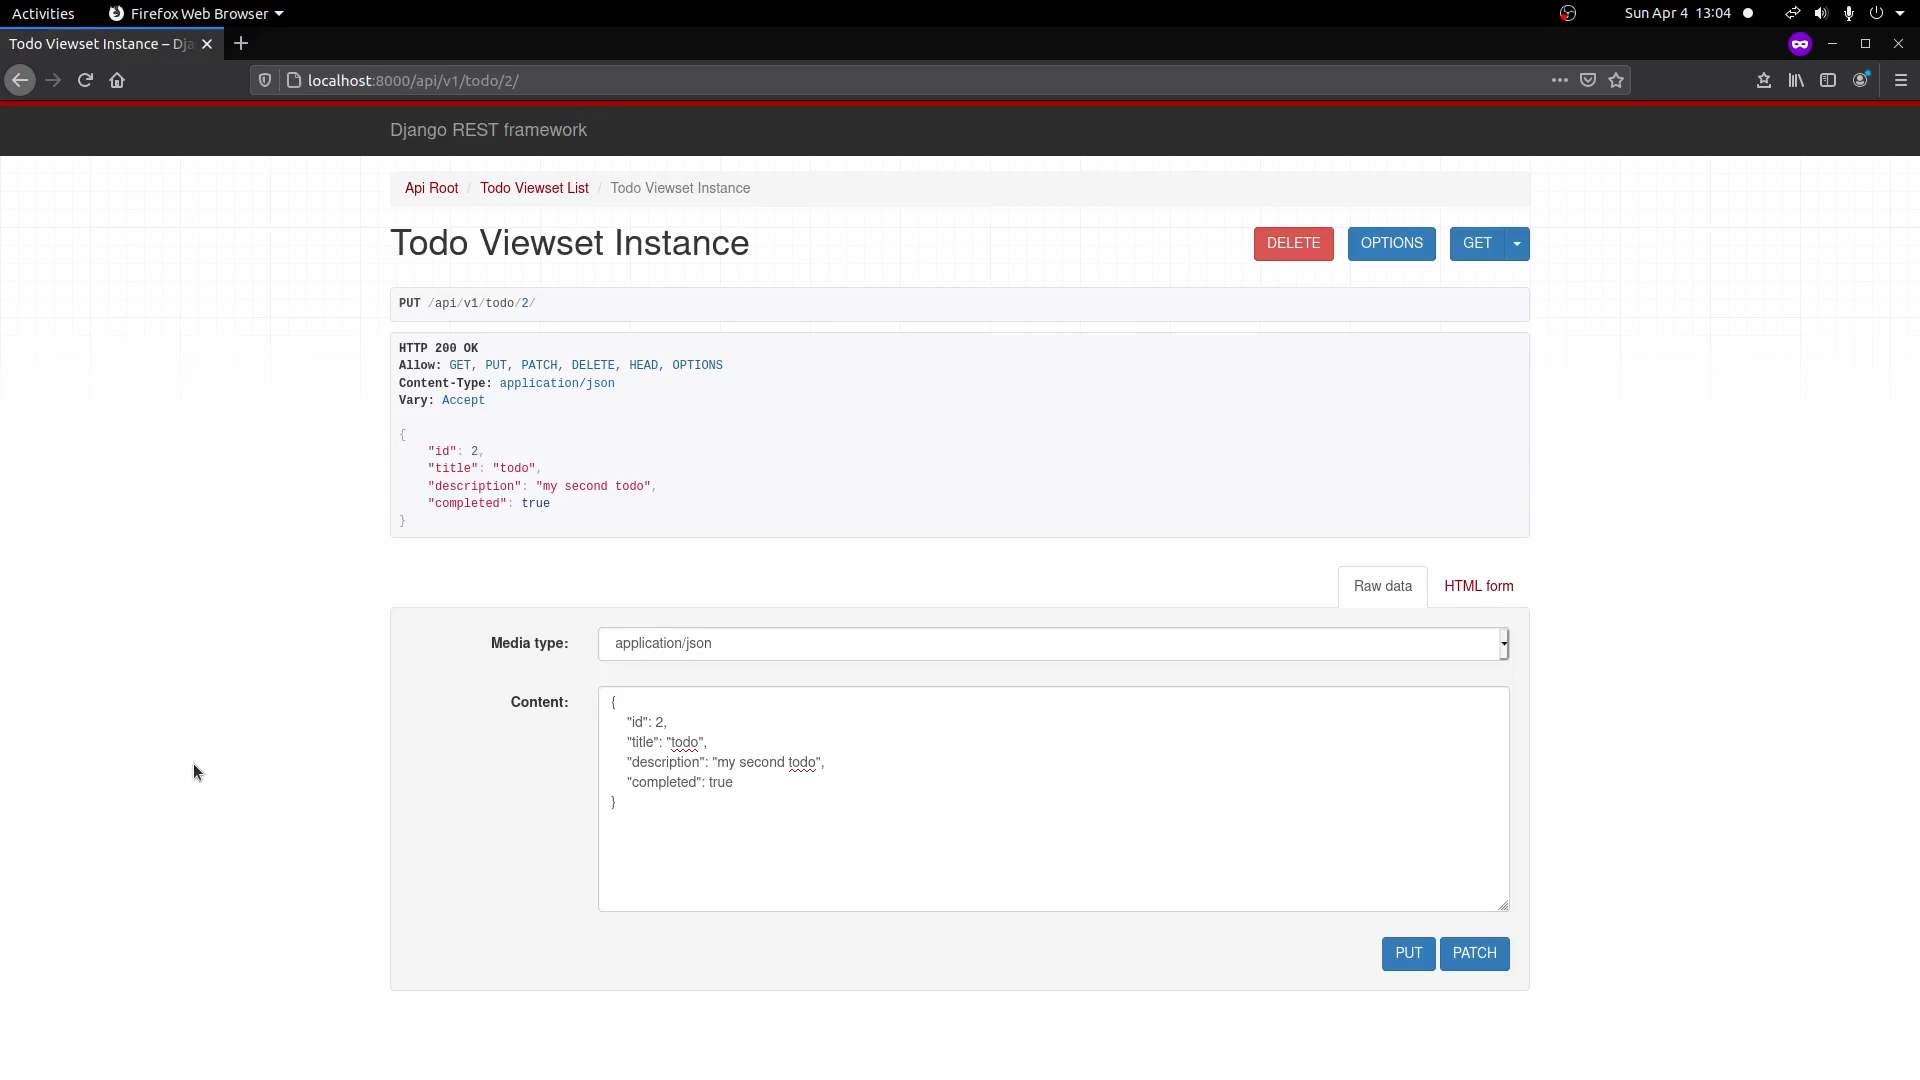 Activities Firefox Web Browser Sun Apr 4 13:04
Todo Viewset Instance – Dja
localhost:8000/api/v1/todo/2/
Django REST framework
Api Root / Todo Viewset List / Todo Viewset Instance
Todo Viewset Instance DELETE OPTIONS GET
PUT /api/v1/todo/2/
HTTP 200 OK
Allow: GET, PUT, PATCH, DELETE, HEAD, OPTIONS
Content-Type: application/json
Vary: Accept
{
"id": 2,
"title": "todo",
"description": "my second todo",
"completed": true
}
Raw data HTML form
Media type: application/json
Content: {
"id": 2,
"title": "todo",
"description": "my second todo",
"completed": true
}
PUT PATCH